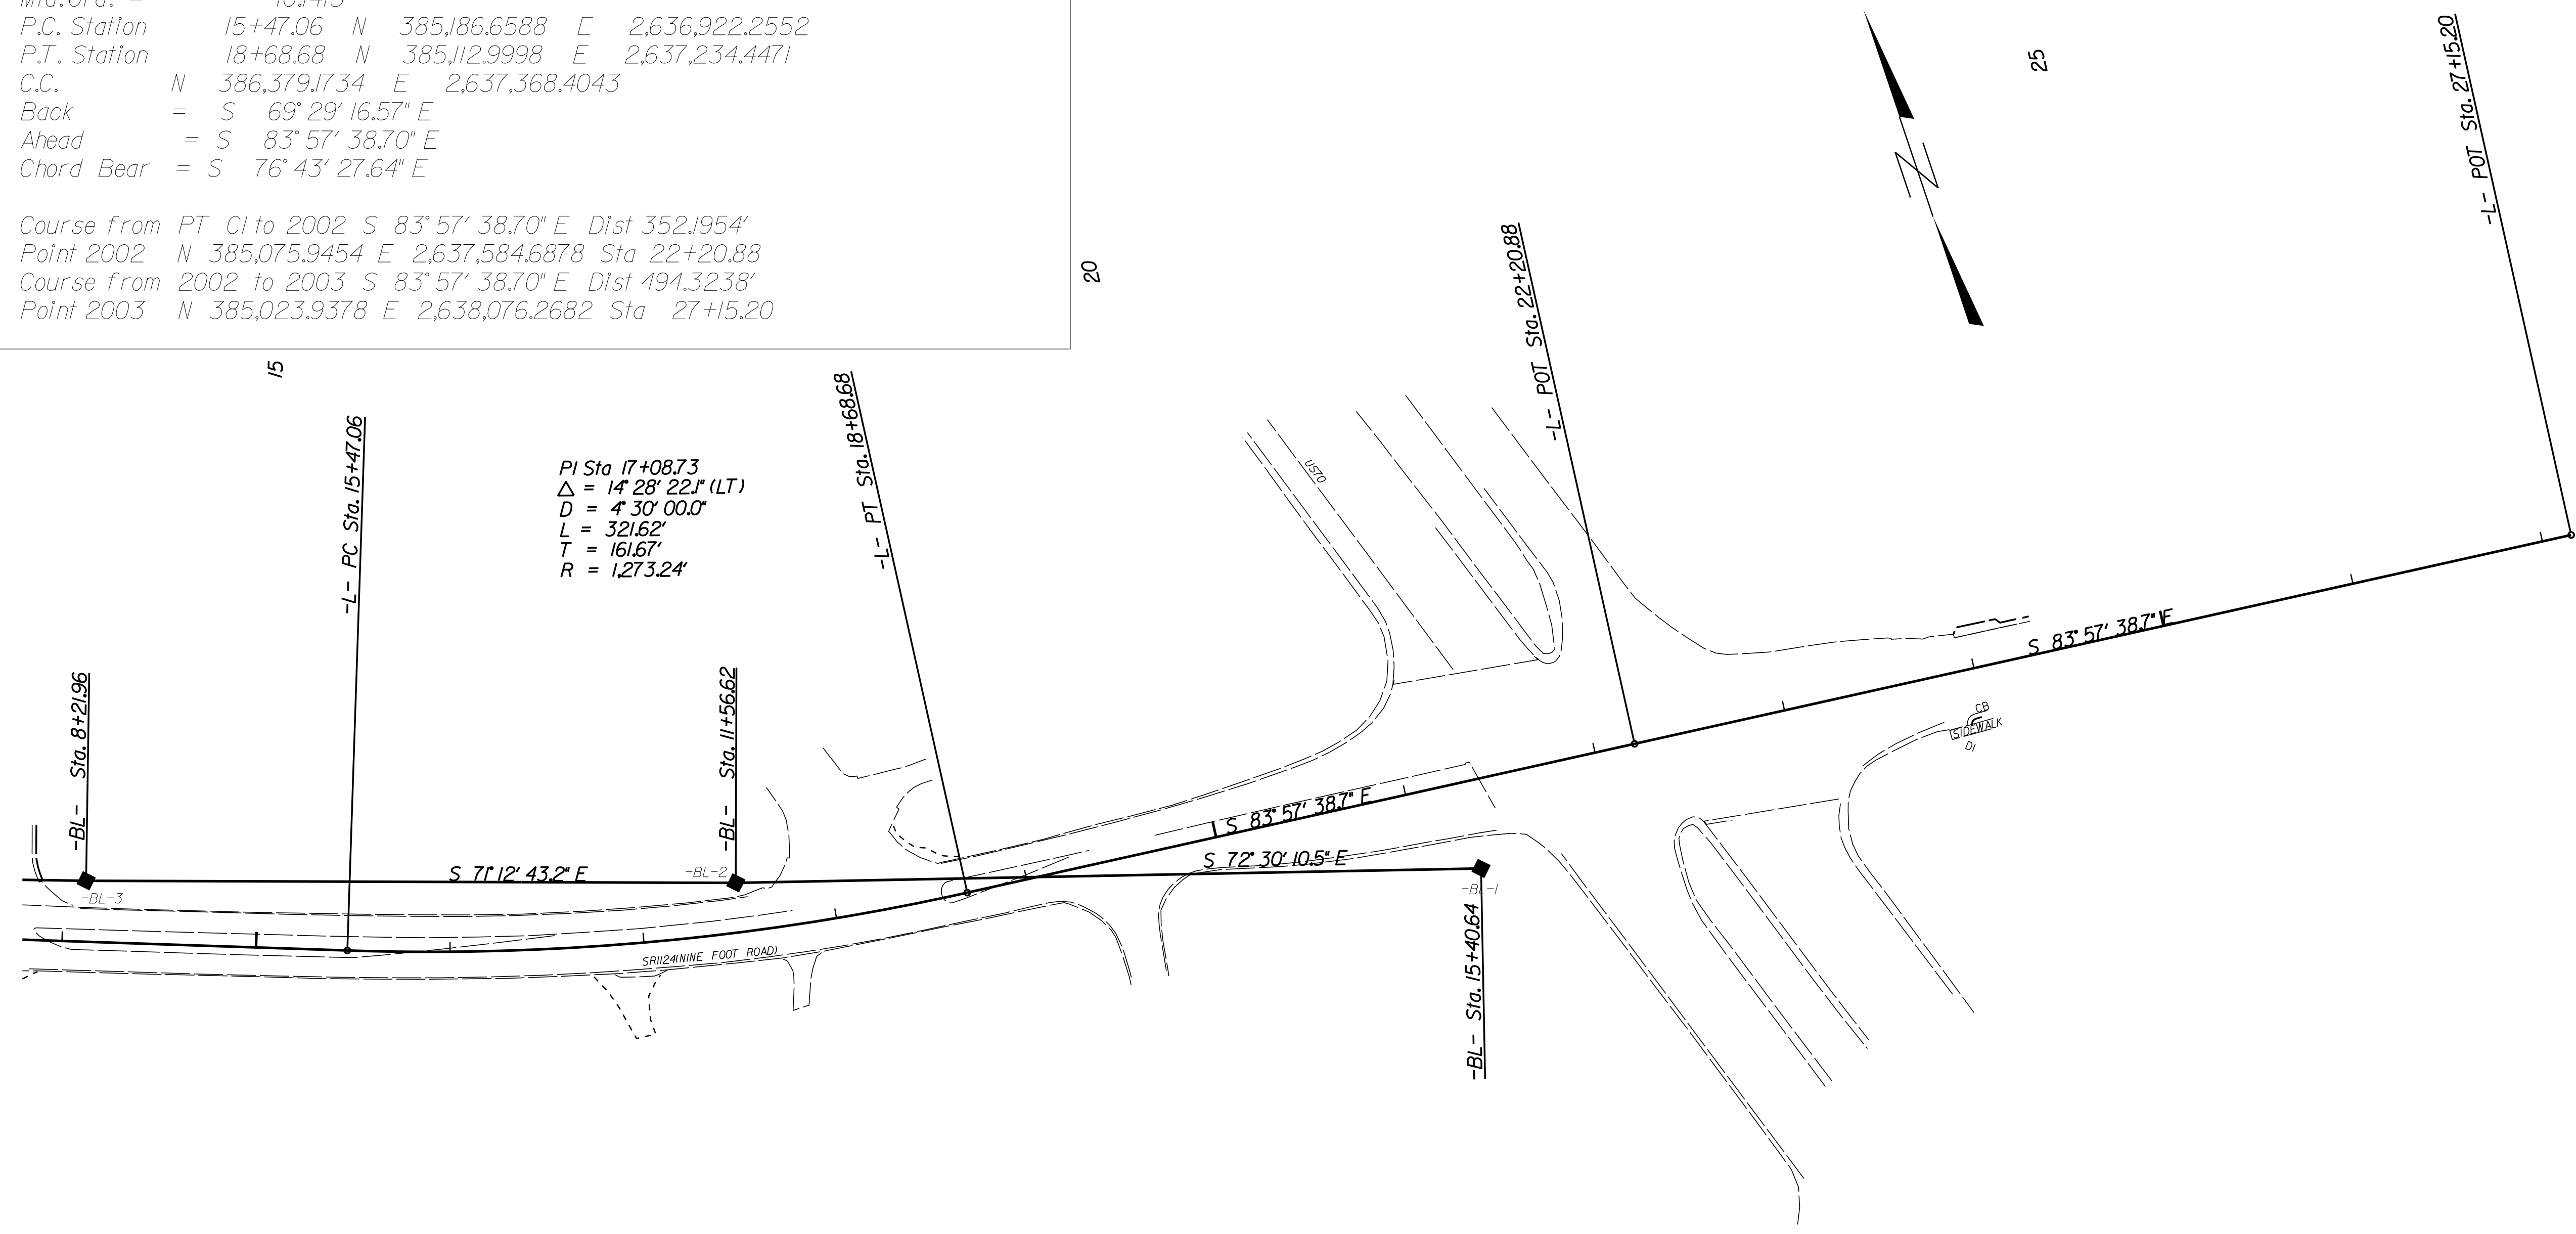 P.C. Station 15+47.06 N 385,186.6588 E 2,636,922.2552
P.T. Station 18+68.68 N 385,112.9998 E 2,637,234.4471
C.C. N 386,379.1734 E 2,637,368.4043
Back = S 69° 29' 16.57" E
Ahead = S 83° 57' 38.70" E
Chord Bear = S 76° 43' 27.64" E
Course from PT C1 to 2002 S 83° 57' 38.70" E Dist 352.1954'
Point 2002 N 385,075.9454 E 2,637,584.6878 Sta 22+20.88
Course from 2002 to 2003 S 83° 57' 38.70" E Dist 494.3238'
Point 2003 N 385,023.9378 E 2,638,076.2682 Sta 27+15.20
15
20
25
-L- PC Sta. 15+47.06
-L- PT Sta. 18+68.68
-L- POT Sta. 22+20.88
-L- POT Sta. 27+15.20
PI Sta 17+08.73
△ = 14° 28' 22.1" (LT)
D = 4° 30' 00.0"
L = 321.62'
T = 161.67'
R = 1,273.24'
US70
-BL- Sta. 8+21.96
-BL- Sta. 11+56.62
S 83° 57' 38.7" E
CB
SIDEWALK
DI
S 83° 57' 38.7" E
S 71° 12' 43.2" E
-BL-2
S 72° 30' 10.5" E
-BL-3
-BL-1
-BL- Sta. 15+40.64
SR1124(NINE FOOT ROAD)